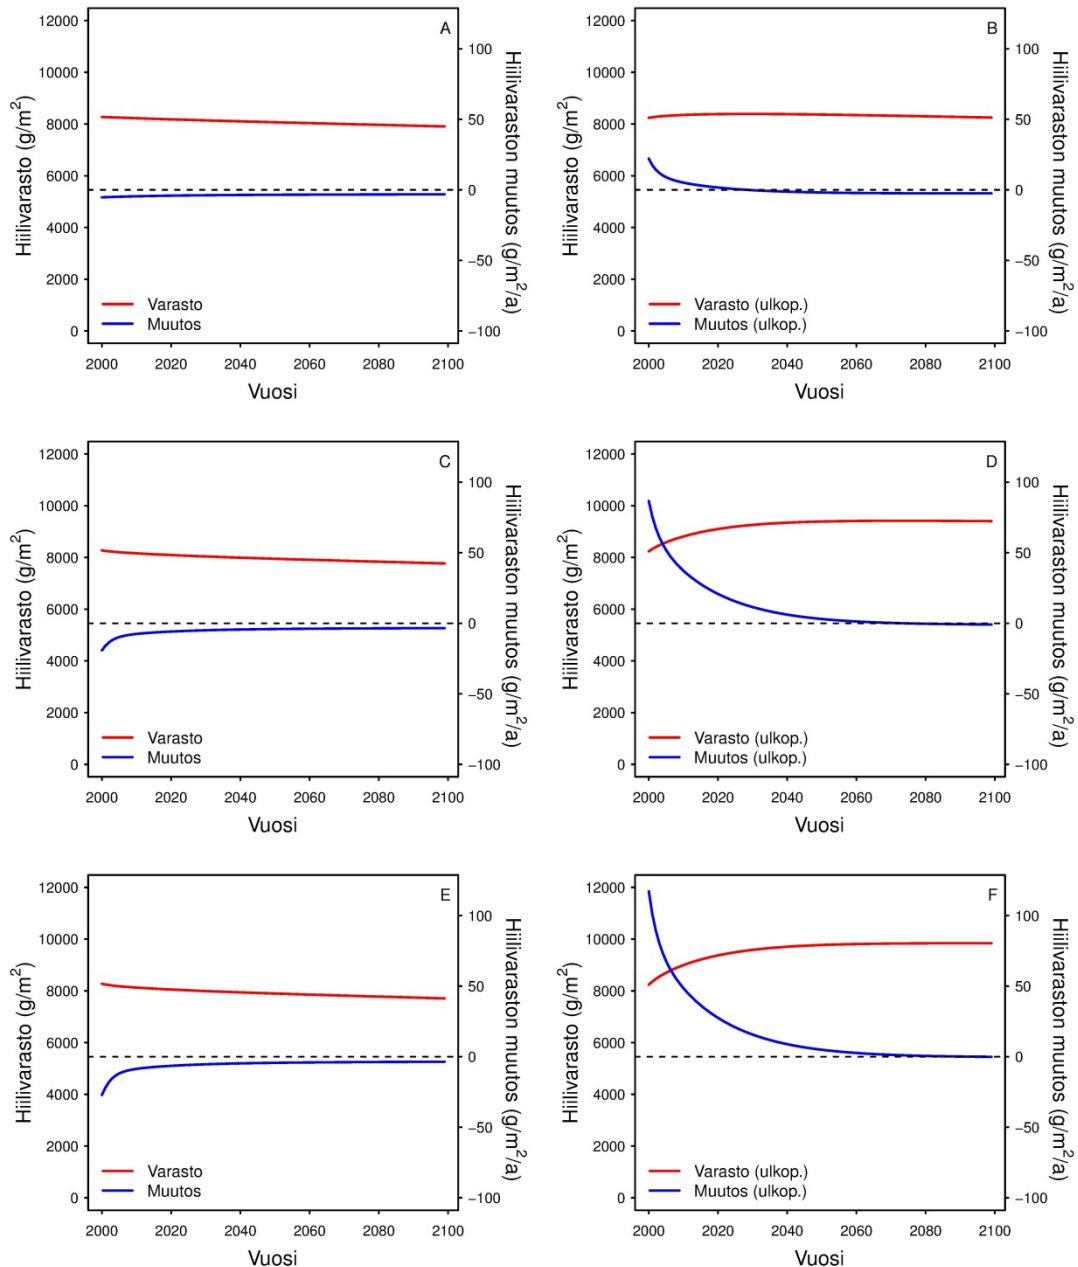 A
12000
10000
8000
6000
4000
2000
0
Hiilivarasto (g/m²)
100
50
0
−50
−100
Hiilivaraston muutos (g/m²/a)
Varasto
Muutos
2000 2020 2040 2060 2080 2100
Vuosi
B
12000
10000
8000
6000
4000
2000
0
Hiilivarasto (g/m²)
100
50
0
−50
−100
Hiilivaraston muutos (g/m²/a)
Varasto (ulkop.)
Muutos (ulkop.)
2000 2020 2040 2060 2080 2100
Vuosi
C
12000
10000
8000
6000
4000
2000
0
Hiilivarasto (g/m²)
100
50
0
−50
−100
Hiilivaraston muutos (g/m²/a)
Varasto
Muutos
2000 2020 2040 2060 2080 2100
Vuosi
D
12000
10000
8000
6000
4000
2000
0
Hiilivarasto (g/m²)
100
50
0
−50
−100
Hiilivaraston muutos (g/m²/a)
Varasto (ulkop.)
Muutos (ulkop.)
2000 2020 2040 2060 2080 2100
Vuosi
E
12000
10000
8000
6000
4000
2000
0
Hiilivarasto (g/m²)
100
50
0
−50
−100
Hiilivaraston muutos (g/m²/a)
Varasto
Muutos
2000 2020 2040 2060 2080 2100
Vuosi
F
12000
10000
8000
6000
4000
2000
0
Hiilivarasto (g/m²)
100
50
0
−50
−100
Hiilivaraston muutos (g/m²/a)
Varasto (ulkop.)
Muutos (ulkop.)
2000 2020 2040 2060 2080 2100
Vuosi